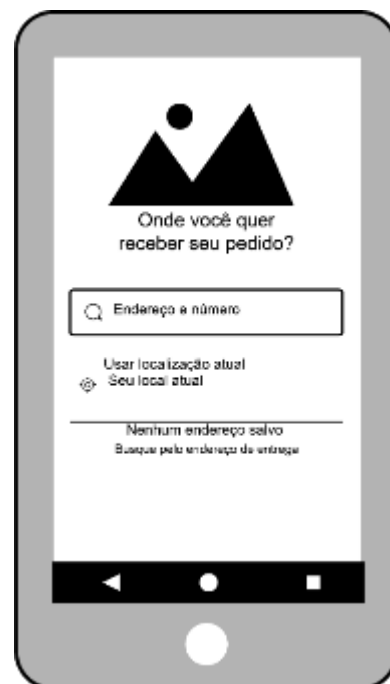 Onde você quer
receber seu pedido?
Endereço e número
Usar localização atual
Seu local atual
Nenhum endereço salvo
Busque pelo endereço de entrega